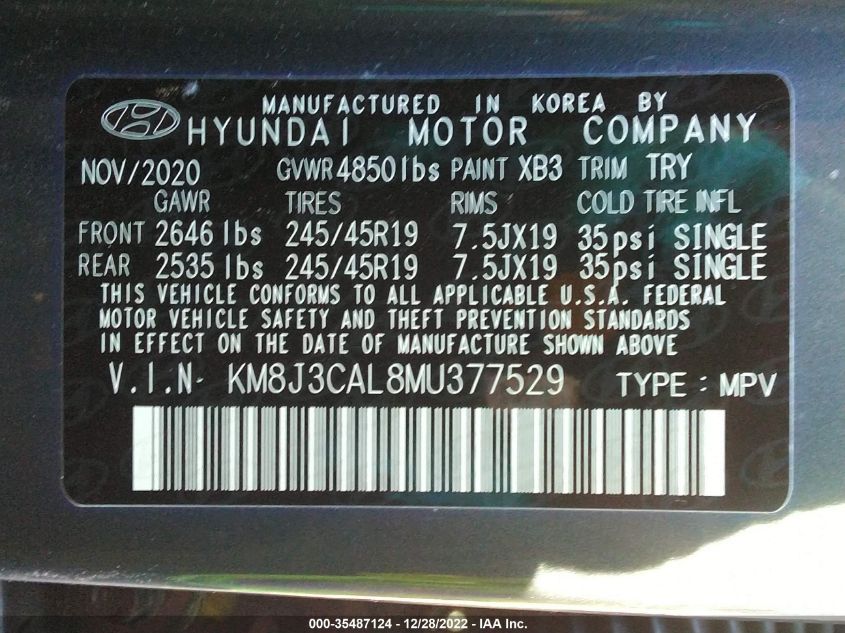 MANUFACTURED IN KOREA BY
HYUNDAI MOTOR COMPANY
NOV/2020 GVWR 4850lbs PAINT XB3 TRIM TRY
GAWR TIRES RIMS COLD TIRE INFL
FRONT 2646 lbs 245/45R19 7.5JX19 35psi SINGLE
REAR 2535 lbs 245/45R19 7.5JX19 35psi SINGLE
THIS VEHICLE CONFORMS TO ALL APPLICABLE U.S.A. FEDERAL
MOTOR VEHICLE SAFETY AND THEFT PREVENTION STANDARDS
IN EFFECT ON THE DATE OF MANUFACTURE SHOWN ABOVE
V.I.N- KM8J3CAL8MU377529 TYPE : MPV
000-35487124 - 12/28/2022 - IAA Inc.